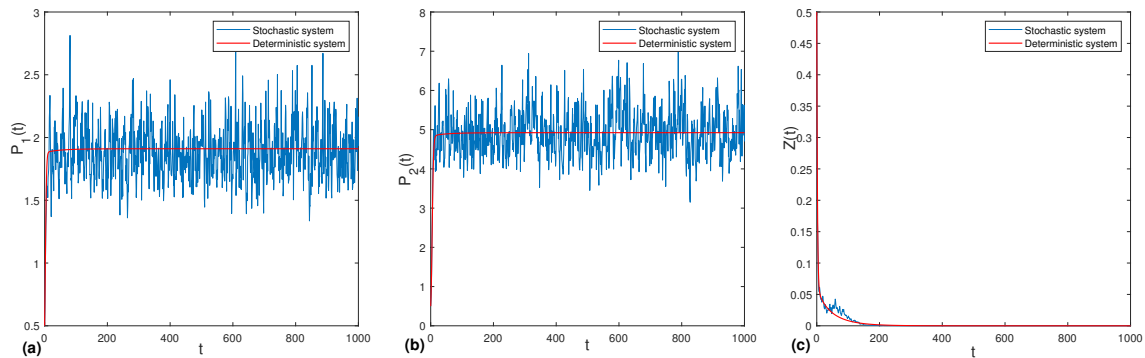 3
2.5
2
1.5
1
0.5
P1(t)
0
200
400
600
800
1000
t
(a)
Stochastic system
Deterministic system
8
7
6
5
4
3
2
1
0
P2(t)
0
200
400
600
800
1000
t
(b)
Stochastic system
Deterministic system
0.5
0.45
0.4
0.35
0.3
0.25
0.2
0.15
0.1
0.05
0
Z(t)
0
200
400
600
800
1000
t
(c)
Stochastic system
Deterministic system